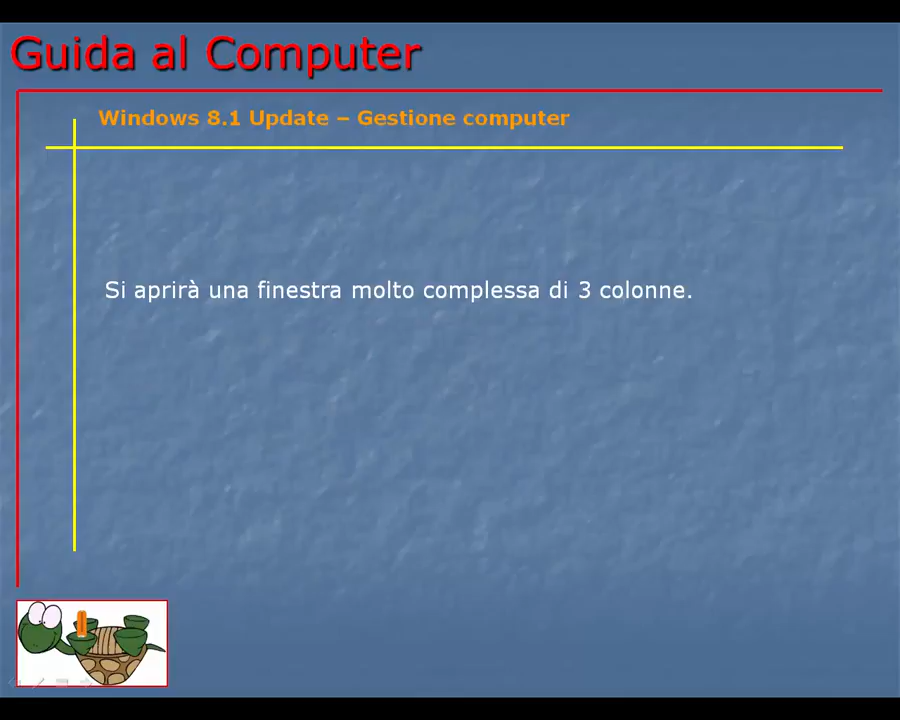 Guida al Computer
Windows 8.1 Update – Gestione computer
Si aprirà una finestra molto complessa di 3 colonne.